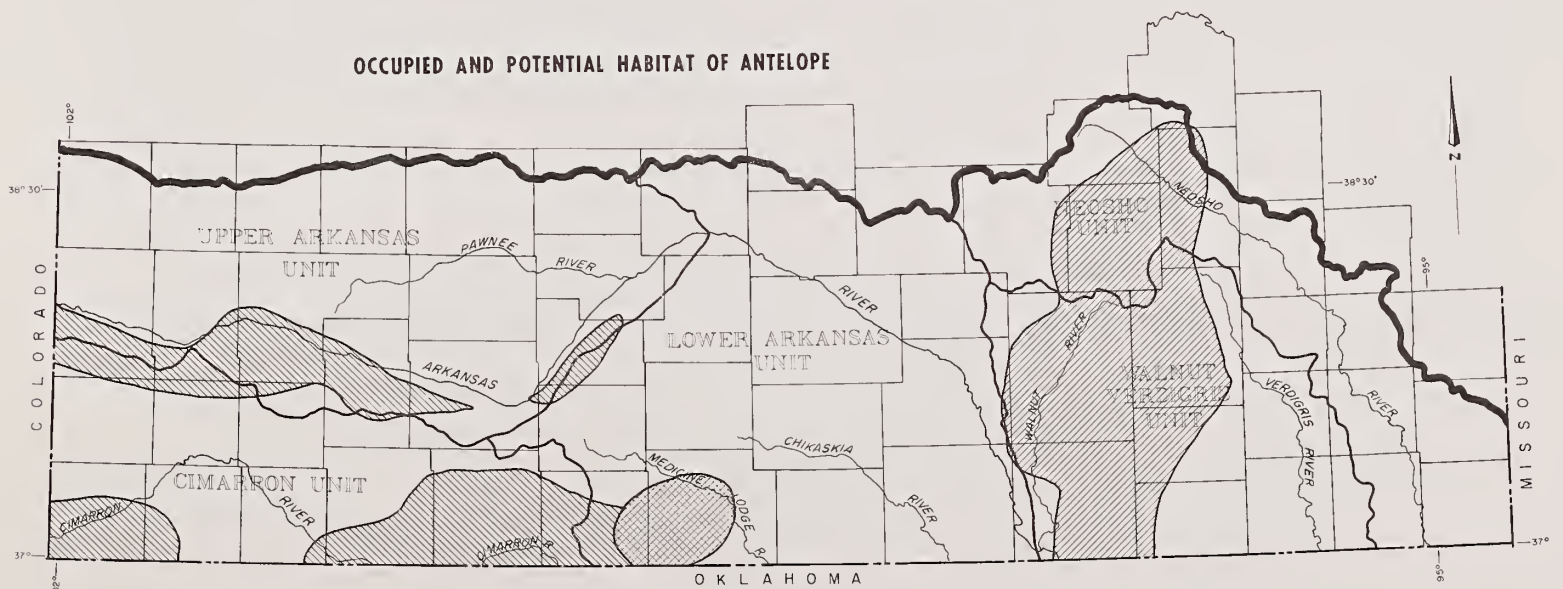 OCCUPIED AND POTENTIAL HABITAT OF ANTELOPE
102°
38° 30'
COLORADO
UPPER ARKANSAS
UNIT
PAWNEE
RIVER
ARKANSAS
RIVER
LOWER ARKANSAS
UNIT
CIMARRON UNIT
CIMARRON
RIVER
CIMARRON R.
MEDICINE
LODGE
R.
CHIKASKIA
RIVER
NEOSHO
UNIT
NEOSHO
RIVER
WALNUT
RIVER
WALNUT
VERDIGRIS
UNIT
VERDIGRIS
RIVER
N
38° 30'
95°
MISSOURI
37°
OKLAHOMA
95°
37°